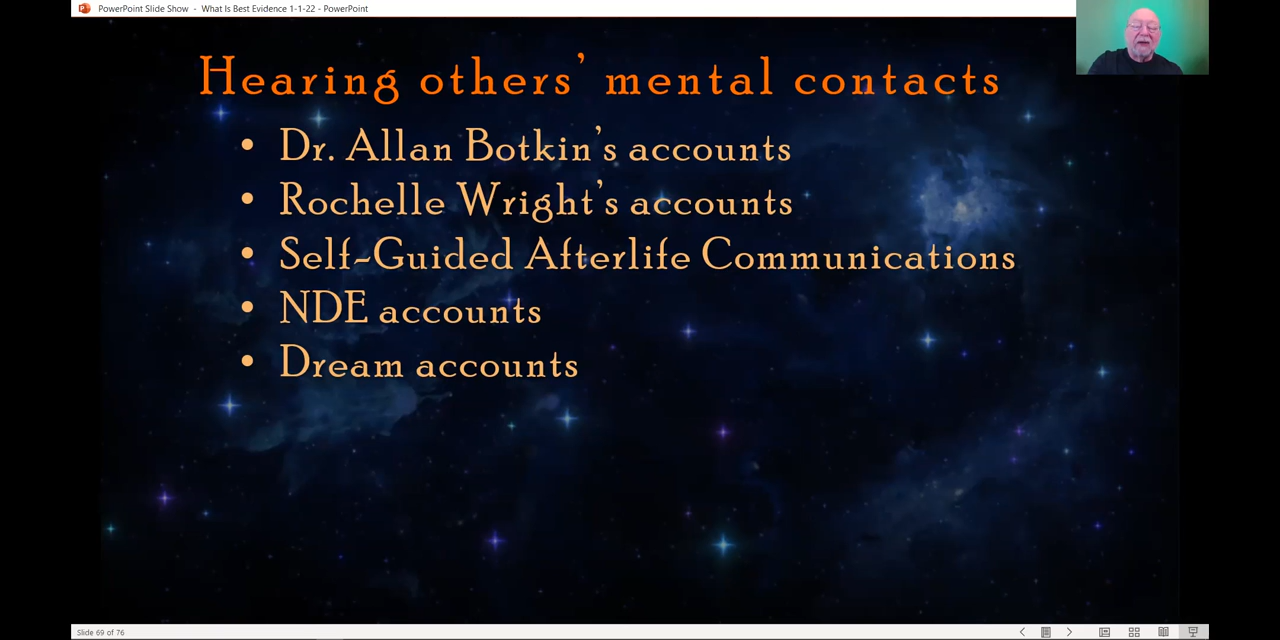 PowerPoint Slide Show - What Is Best Evidence 1-1-22 - PowerPoint
Hearing others' mental contacts
• Dr. Allan Botkin's accounts
• Rochelle Wright's accounts
• Self-Guided Afterlife Communications
• NDE accounts
• Dream accounts
Slide 69 of 76